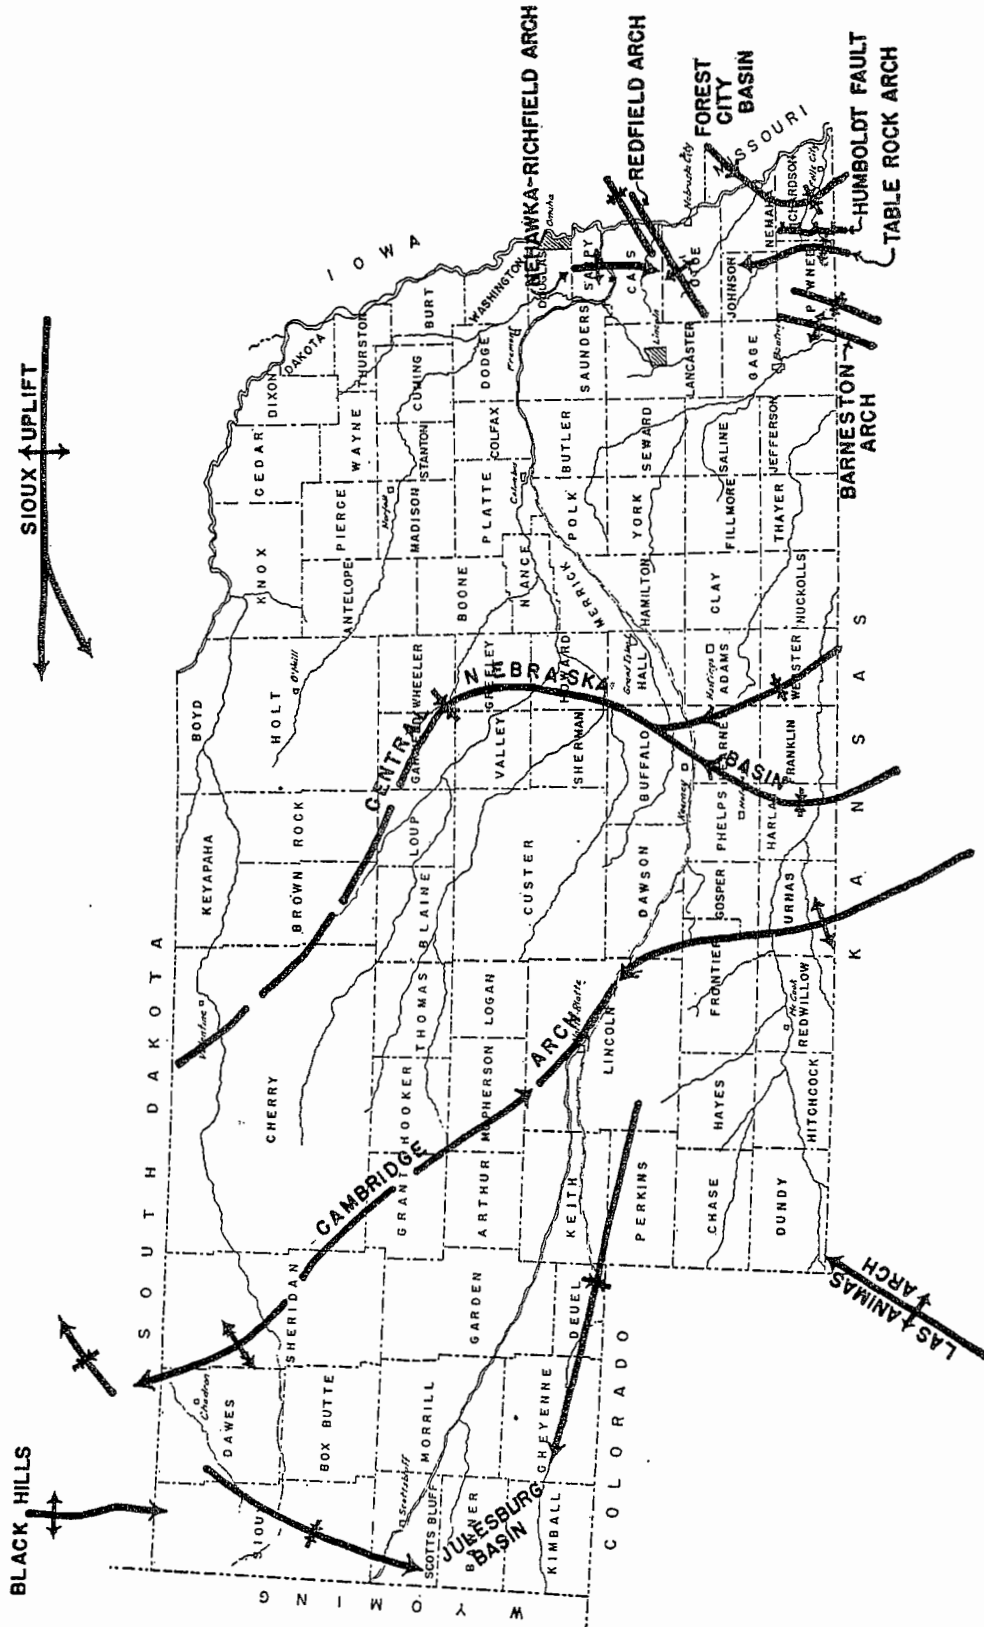 BLACK HILLS
SIOUX UPLIFT
SOUTH DAKOTA
IOWA
WYOMING
COLORADO
KANSAS
MISSOURI
NEHAWKA-RICHFIELD ARCH
REDFIELD ARCH
FOREST
CITY
BASIN
HUMBOLDT FAULT
TABLE ROCK ARCH
BARNESTON
ARCH
LAS ANIMAS
ARCH
JULESBURG
BASIN
CAMBRIDGE
ARCH
CENTRAL
NEBRASKA
BASIN
SIOUX
DAWES
Chadron
SHERIDAN
CHERRY
Valentine
KEYAPAHA
BOYD
BROWN
ROCK
HOLT
O'Neill
KNOX
CEDAR
DIXON
DAKOTA
BOX BUTTE
GRANT
HOOKER
THOMAS
BLAINE
LOUP
GARFIELD
WHEELER
ANTELOPE
PIERCE
WAYNE
THURSTON
SCOTTS BLUFF
Scottsbluff
MORRILL
GARDEN
ARTHUR
MCPHERSON
LOGAN
CUSTER
VALLEY
GREELEY
BOONE
MADISON
Norfolk
STANTON
CUMING
BURT
BANNER
KIMBALL
CHEYENNE
DEUEL
KEITH
LINCOLN
North Platte
SHERMAN
HOWARD
NANCE
PLATTE
Columbus
COLFAX
DODGE
Fremont
WASHINGTON
DOUGLAS
Omaha
SARPY
MERRICK
POLK
BUTLER
SAUNDERS
CASS
PERKINS
DAWSON
BUFFALO
Kearney
HALL
Grand Island
HAMILTON
YORK
SEWARD
LANCASTER
Lincoln
OTOE
Nebraska City
CHASE
HAYES
FRONTIER
GOSPER
PHELPS
KEARNEY
ADAMS
Hastings
CLAY
FILLMORE
SALINE
GAGE
Beatrice
JOHNSON
NEMAHA
DUNDY
HITCHCOCK
REDWILLOW
McCook
FURNAS
HARLAN
FRANKLIN
WEBSTER
NUCKOLLS
THAYER
JEFFERSON
PAWNEE
RICHARDSON
Falls City